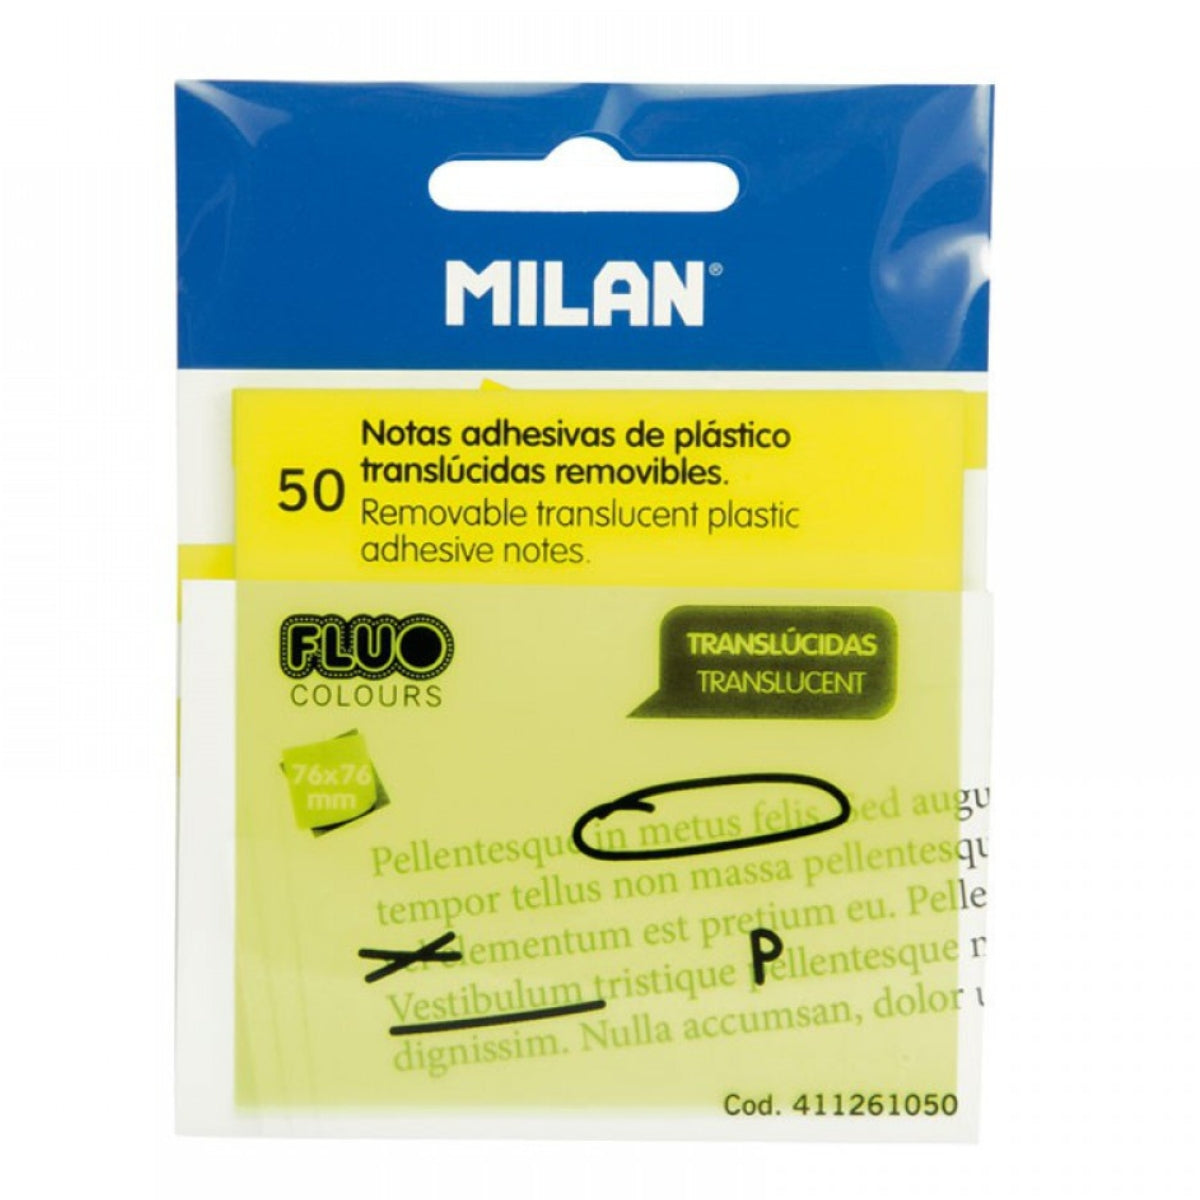 MILAN®
50
Notas adhesivas de plástico
translúcidas removibles.
Removable translucent plastic
adhesive notes.
FLUO
COLOURS
TRANSLÚCIDAS
TRANSLUCENT
76x76
mm
Pellentesque in metus felis. Sed augu
tempor tellus non massa pellentesqu
vel elementum est pretium eu. Pelle
P
Vestibulum tristique pellentesque
dignissim. Nulla accumsan, dolor
Cod. 411261050